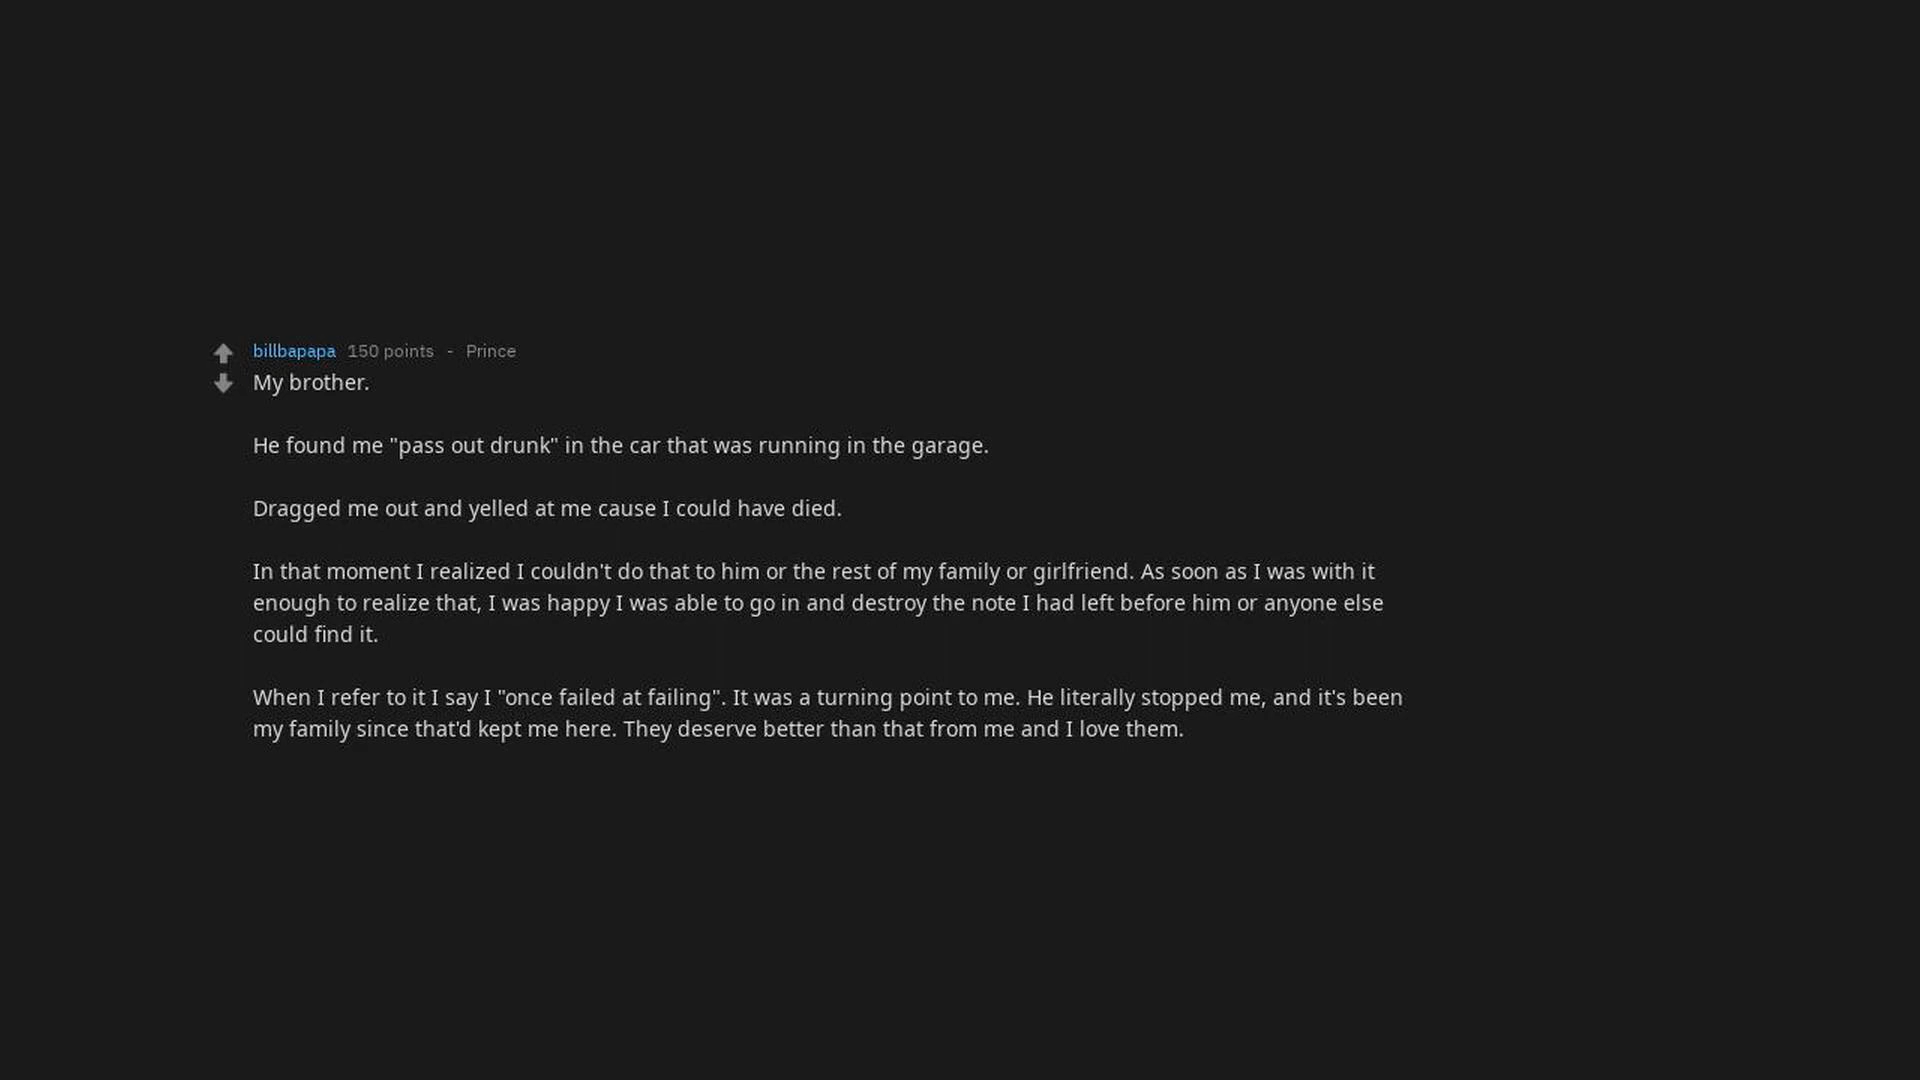 billbapapa 150 points - Prince
My brother.
He found me "pass out drunk" in the car that was running in the garage.
Dragged me out and yelled at me cause I could have died.
In that moment I realized I couldn't do that to him or the rest of my family or girlfriend. As soon as I was with it
enough to realize that, I was happy I was able to go in and destroy the note I had left before him or anyone else
could find it.
When I refer to it I say I "once failed at failing". It was a turning point to me. He literally stopped me, and it's been
my family since that'd kept me here. They deserve better than that from me and I love them.